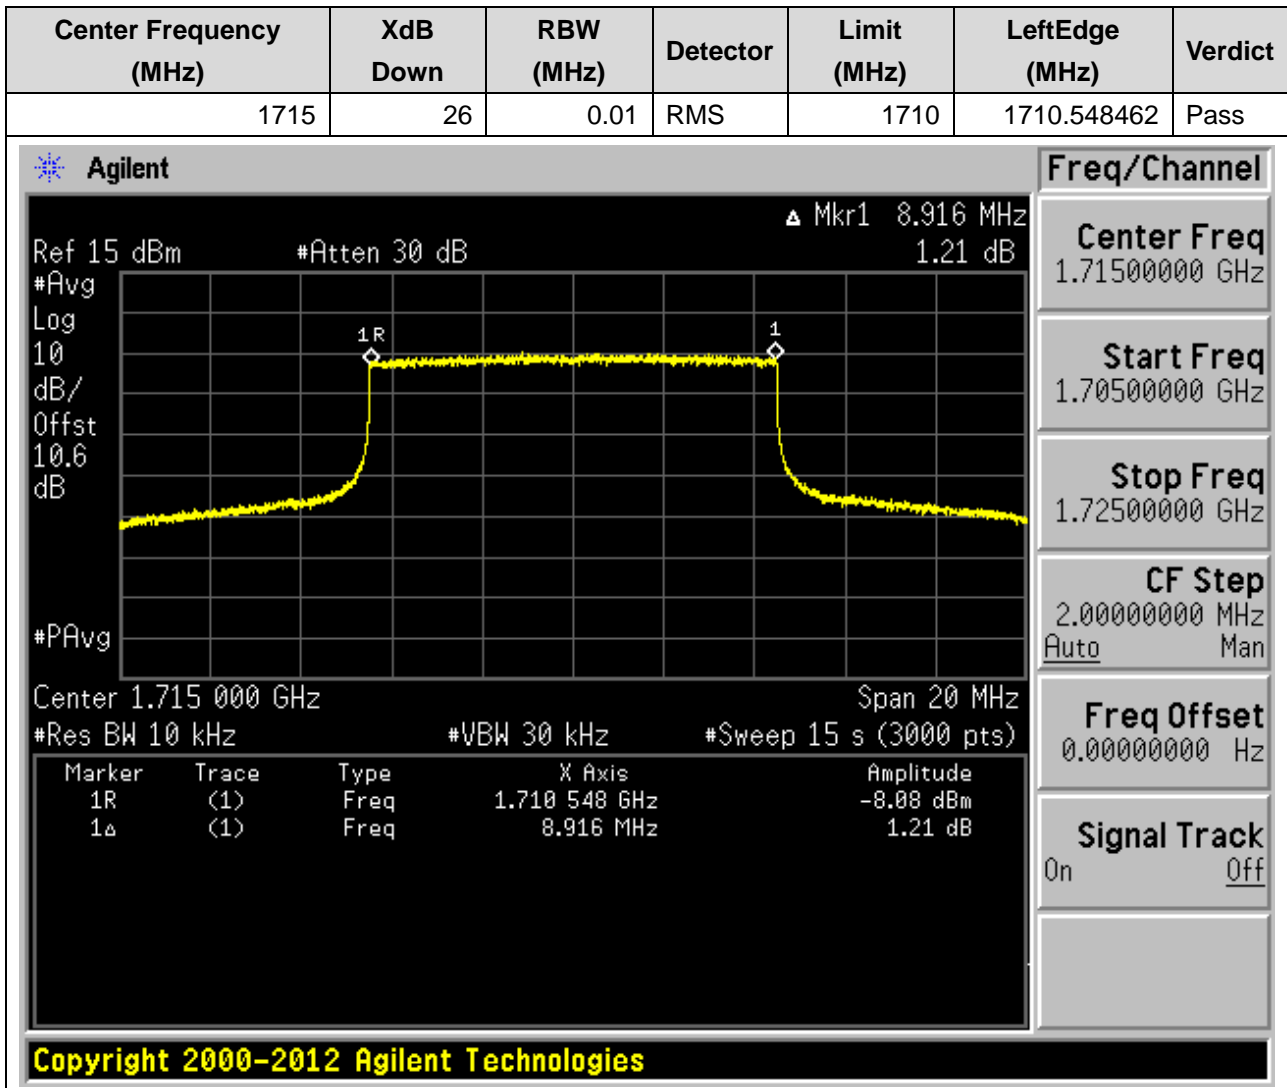 Center Frequency (MHz) XdB Down RBW (MHz) Detector Limit (MHz) LeftEdge (MHz) Verdict
1715 26 0.01 RMS 1710 1710.548462 Pass
Agilent
Freq/Channel
Δ Mkr1 8.916 MHz
Ref 15 dBm #Atten 30 dB 1.21 dB
#Avg
Log
10
dB/
Offst
10.6
dB
1R
1
#PAvg
Center 1.715 000 GHz Span 20 MHz
#Res BW 10 kHz #VBW 30 kHz #Sweep 15 s (3000 pts)
Marker Trace Type X Axis Amplitude
1R (1) Freq 1.710 548 GHz -8.08 dBm
1Δ (1) Freq 8.916 MHz 1.21 dB
Center Freq
1.71500000 GHz
Start Freq
1.70500000 GHz
Stop Freq
1.72500000 GHz
CF Step
2.00000000 MHz
Auto Man
Freq Offset
0.00000000 Hz
Signal Track
On Off
Copyright 2000-2012 Agilent Technologies